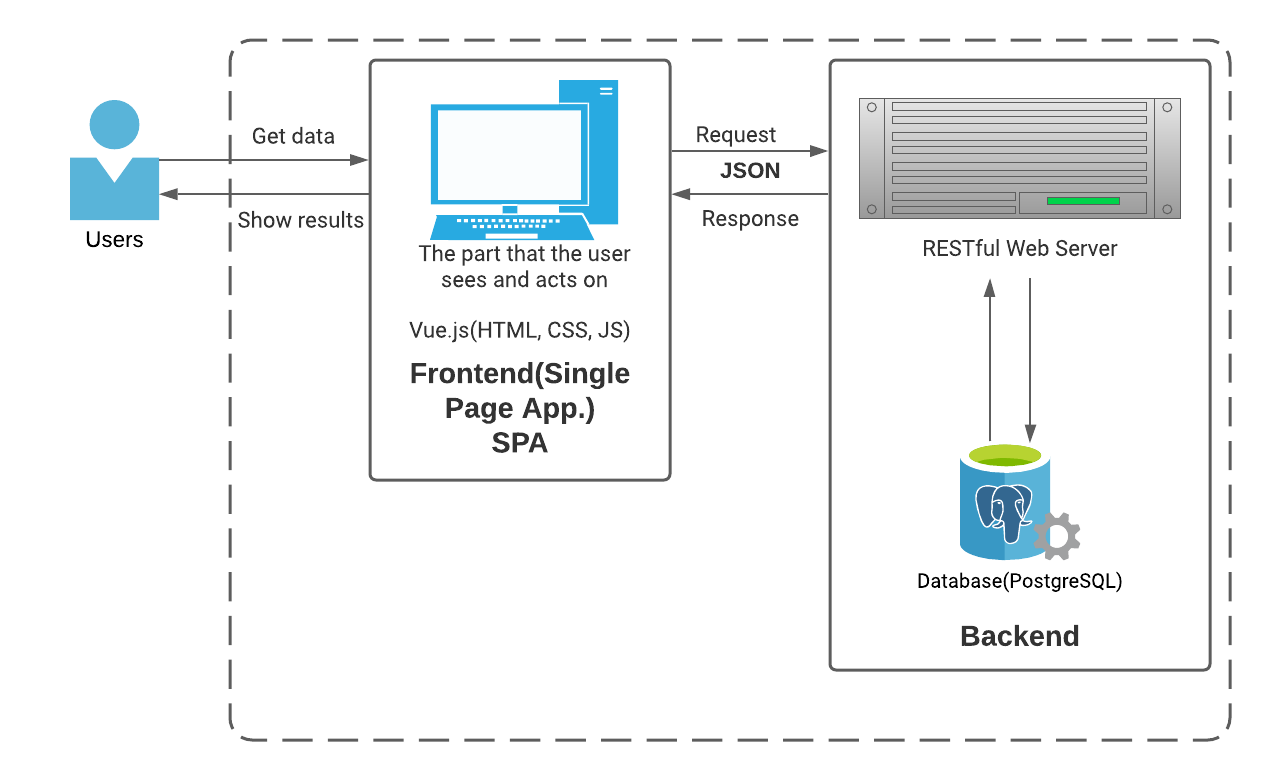 Get data
Show results
Users
The part that the user
sees and acts on
Vue.js(HTML, CSS, JS)
Frontend(Single
Page App.)
SPA
Request
JSON
Response
RESTful Web Server
Database(PostgreSQL)
Backend